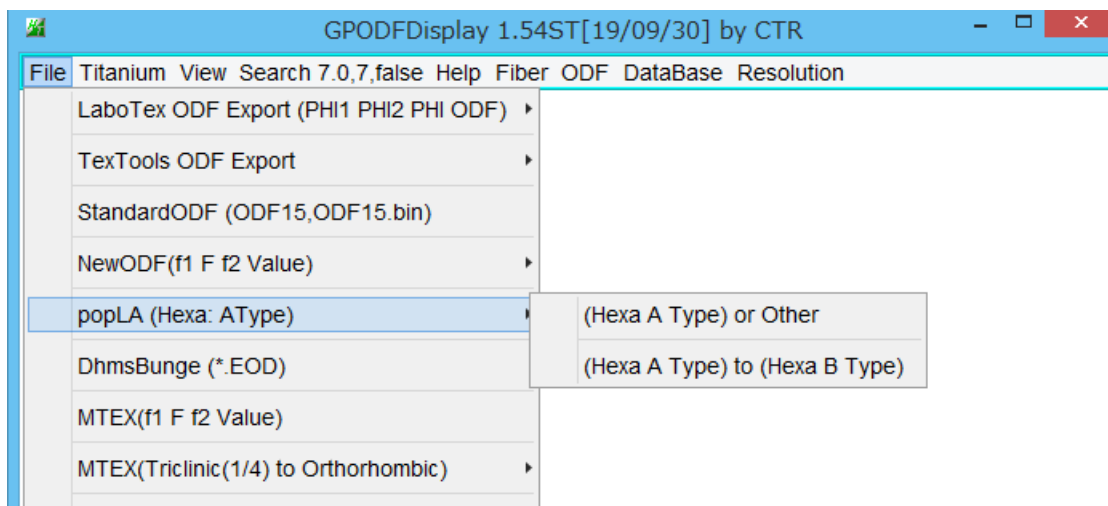 GPODFDisplay 1.54ST[19/09/30] by CTR
File Titanium View Search 7.0,7,false Help Fiber ODF DataBase Resolution
LaboTex ODF Export (PHI1 PHI2 PHI ODF)
TexTools ODF Export
StandardODF (ODF15,ODF15.bin)
NewODF(f1 F f2 Value)
popLA (Hexa: AType)
(Hexa A Type) or Other
(Hexa A Type) to (Hexa B Type)
DhmsBunge (*.EOD)
MTEX(f1 F f2 Value)
MTEX(Triclinic(1/4) to Orthorhombic)